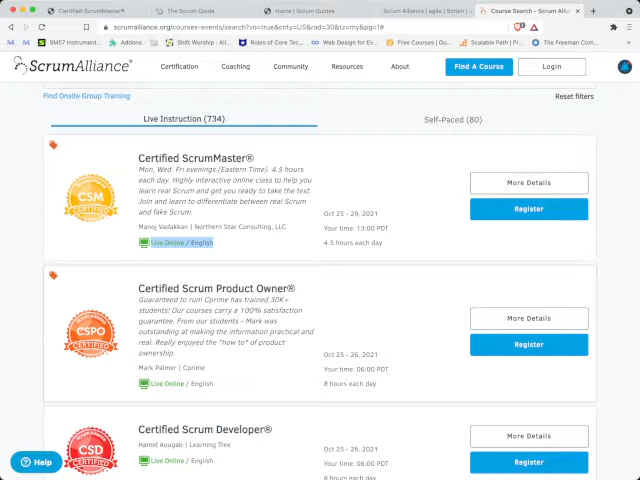 Certified ScrumMaster®
The Scrum Guide
Home | Scrum Guides
Scrum Alliance | agile | Scrum |
Course Search - Scrum All...
scrumalliance.org/courses-events/search?vo=true&cnty=US&rad=30&tz=my&pg=1#
SM57 Instrument...
Addons
Shift Worship - All...
Roles of Core Tec...
Web Design for Ev...
Free Courses | Ou...
Scalable Path | Cr...
The Freeman Com...
ScrumAlliance®
Certification
Coaching
Community
Resources
About
Find A Course
Login
Find Onsite Group Training
Reset filters
Live Instruction (734)
Self-Paced (80)
CSM
CERTIFIED
Certified ScrumMaster®
Mon, Wed. Fri evenings (Eastern Time). 4.5 hours
each day. Highly interactive online class to help you
learn real Scrum and get you ready to take the test.
Join and learn to differentiate between real Scrum
and fake Scrum.
Manoj Vadakkan | Northern Star Consulting, LLC
Live Online / English
Oct 25 - 29, 2021
Your time: 13:00 PDT
4.5 hours each day
More Details
Register
CSPO
CERTIFIED
Certified Scrum Product Owner®
Guaranteed to run! Cprime has trained 30K+
students! Our courses carry a 100% satisfaction
guarantee. From our students - Mark was
outstanding at making the information practical and
real. Really enjoyed the "how to" of product
ownership.
Mark Palmer | Cprime
Live Online / English
Oct 25 - 26, 2021
Your time: 06:00 PDT
8 hours each day
More Details
Register
CSD
CERTIFIED
Certified Scrum Developer®
Hamid Aougab | Learning Tree
Live Online / English
Oct 25 - 26, 2021
Your time: 06:00 PDT
8 hours each day
More Details
Register
Help